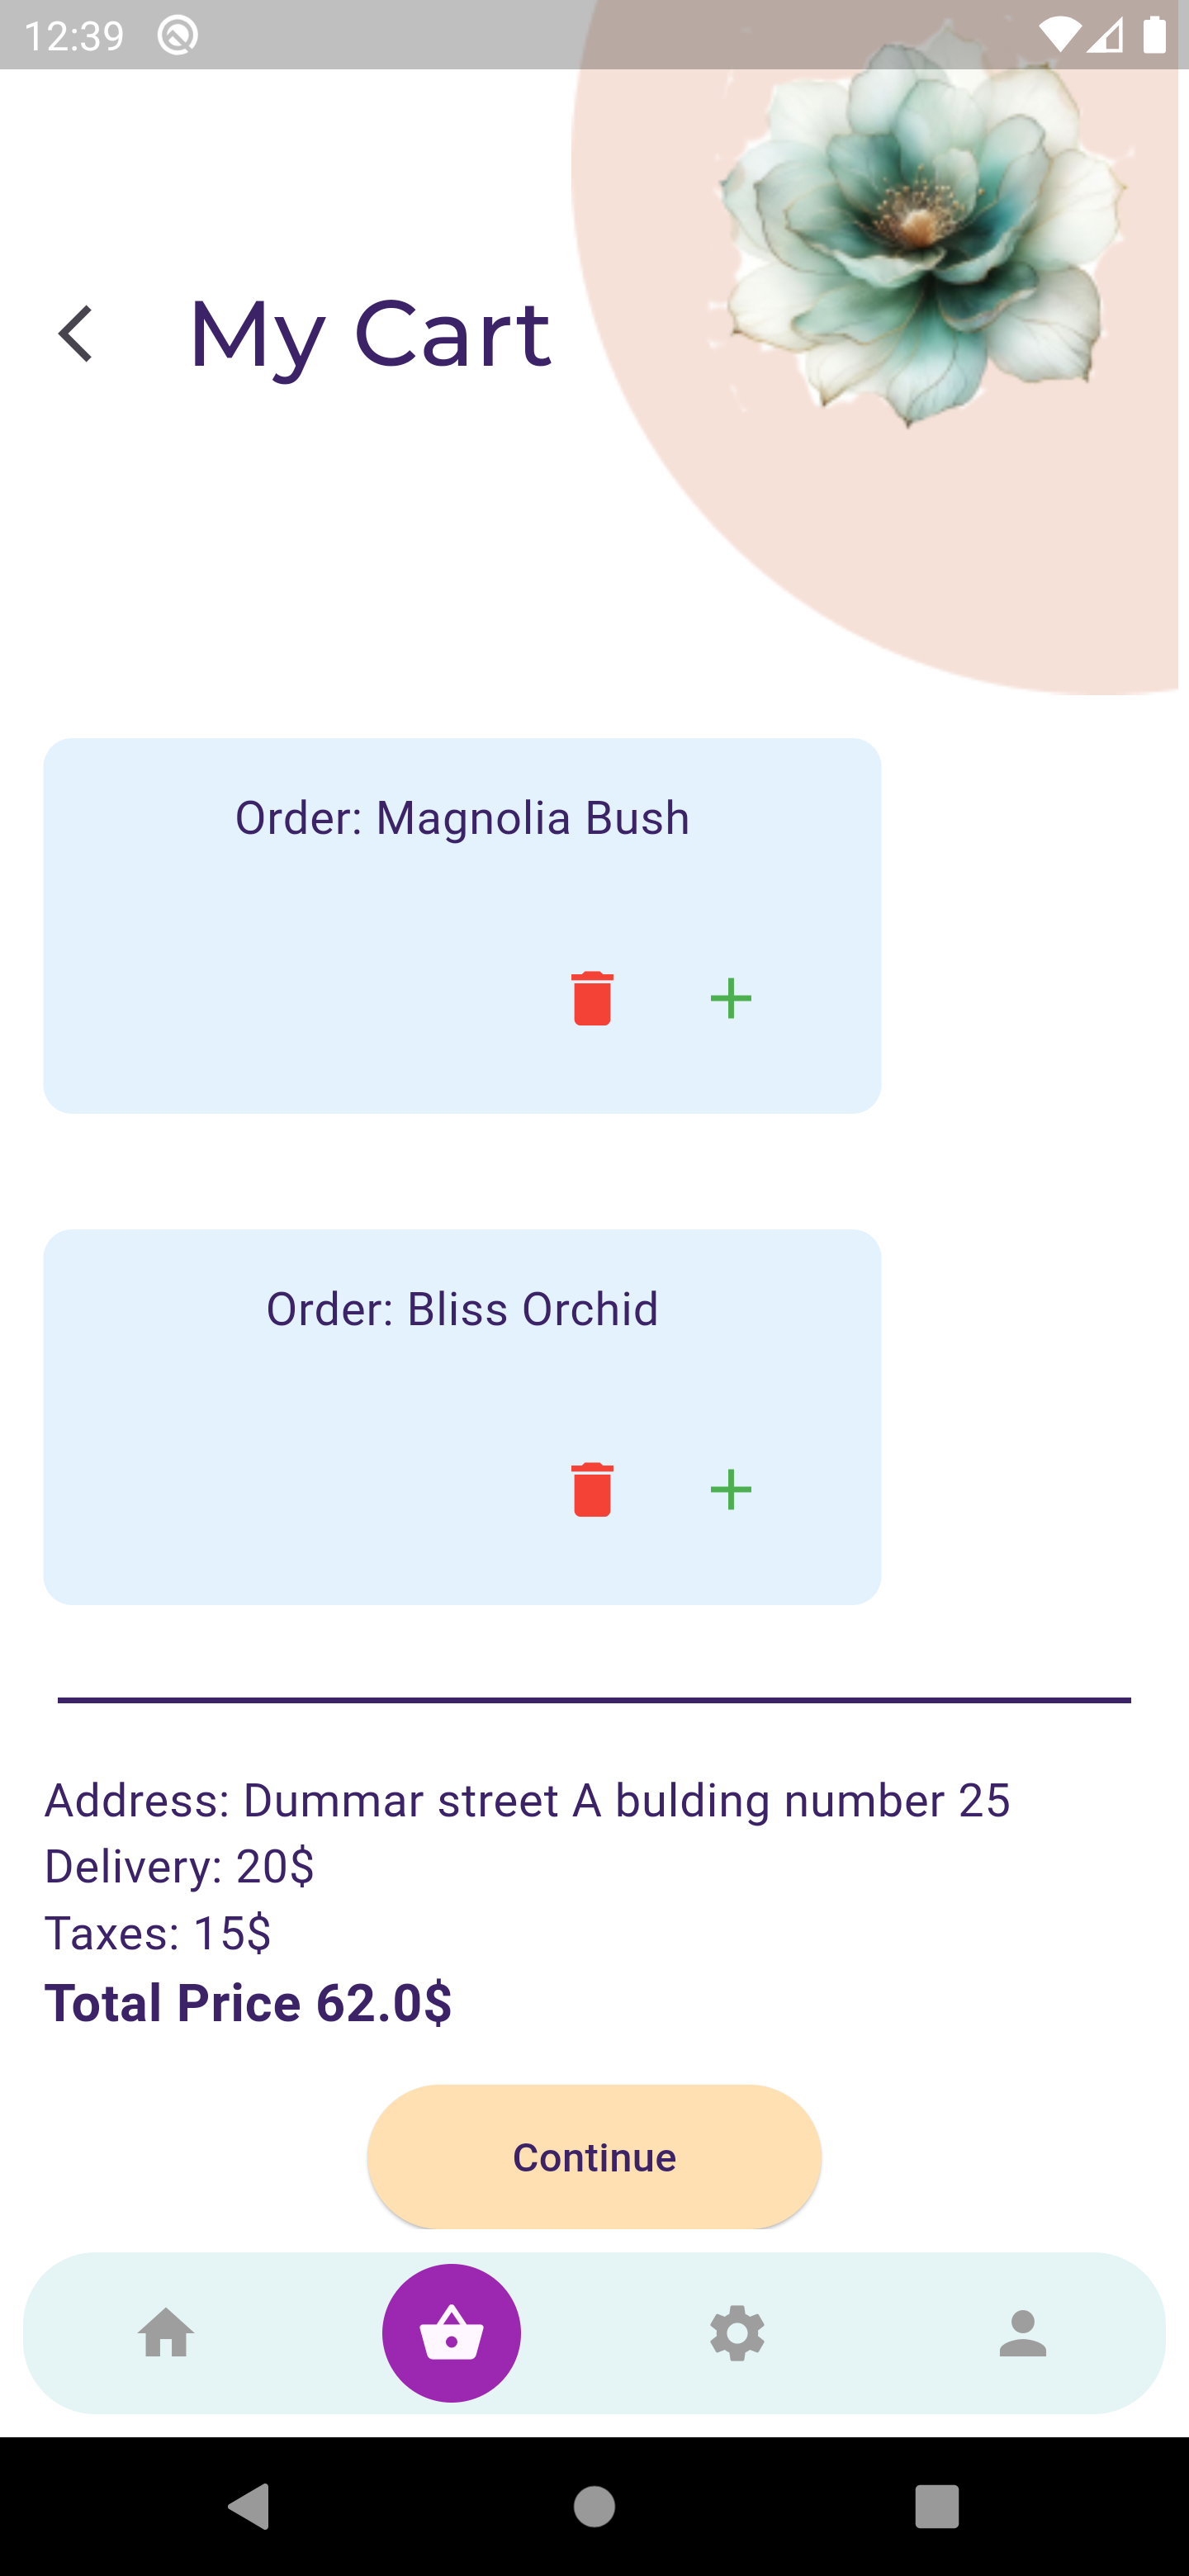 12:39
My Cart
Order: Magnolia Bush
Order: Bliss Orchid
Address: Dummar street A bulding number 25
Delivery: 20$
Taxes: 15$
Total Price 62.0$
Continue